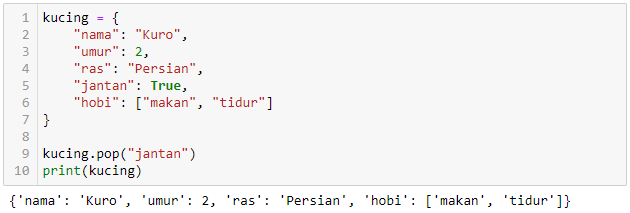 1 kucing = {
2     "nama": "Kuro",
3     "umur": 2,
4     "ras": "Persian",
5     "jantan": True,
6     "hobi": ["makan", "tidur"]
7 }
8
9 kucing.pop("jantan")
10 print(kucing)
{'nama': 'Kuro', 'umur': 2, 'ras': 'Persian', 'hobi': ['makan', 'tidur']}